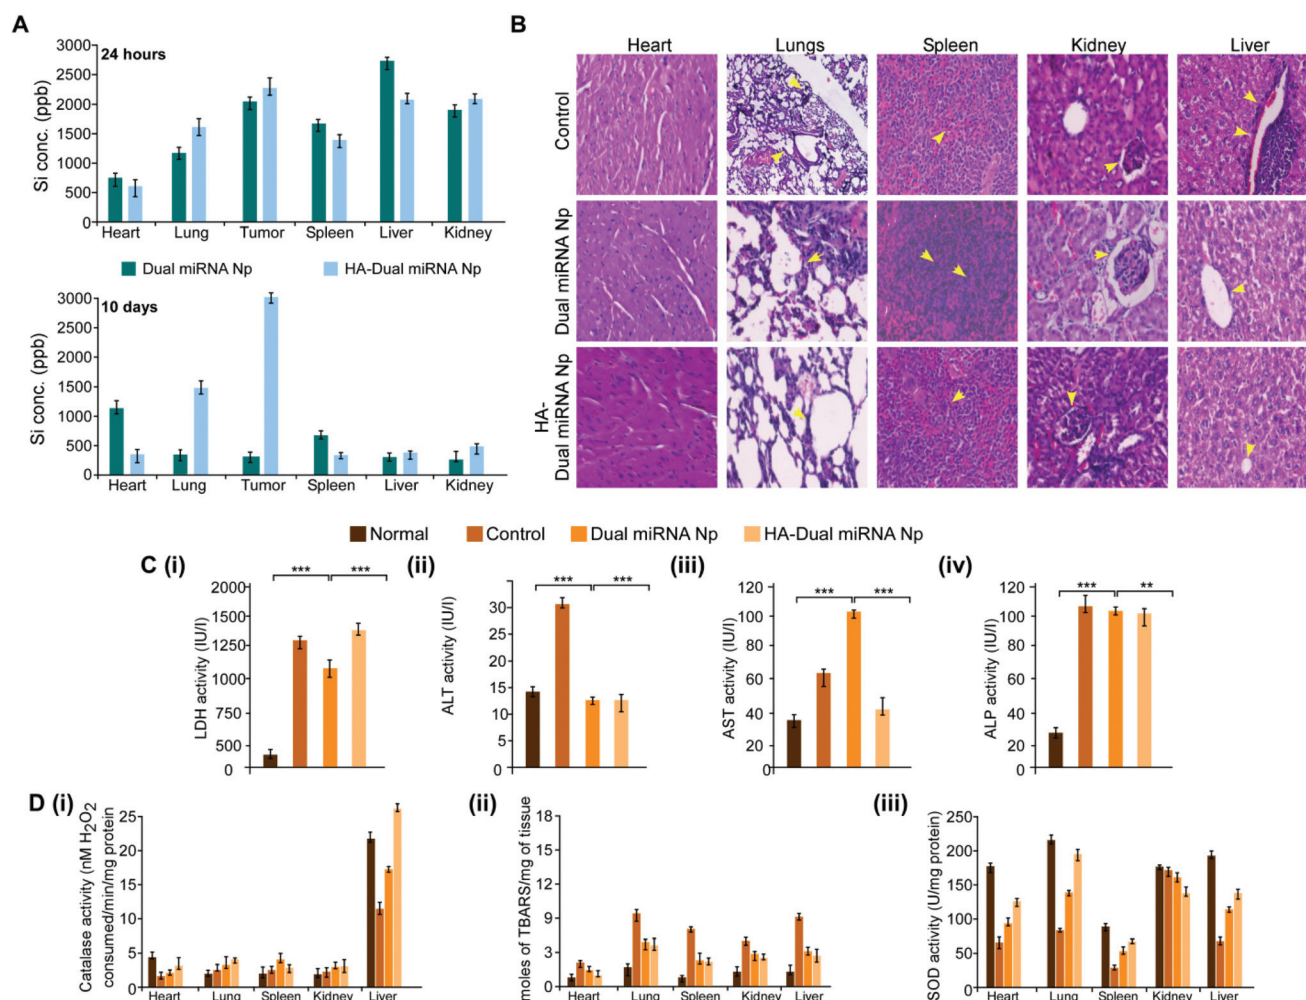 A
24 hours
Si conc. (ppb)
3000
2500
2000
1500
1000
500
0
Heart Lung Tumor Spleen Liver Kidney
Dual miRNA Np HA-Dual miRNA Np
10 days
Si conc. (ppb)
3000
2500
2000
1500
1000
500
0
Heart Lung Tumor Spleen Liver Kidney
B
Heart Lungs Spleen Kidney Liver
Control
Dual miRNA Np
HA-
Dual miRNA Np
Normal Control Dual miRNA Np HA-Dual miRNA Np
C (i)
LDH activity (IU/l)
2000
1500
1250
1000
750
500
0
*** ***
(ii)
ALT activity (IU/l)
30
25
20
15
10
5
0
*** ***
(iii)
AST activity (IU/l)
120
100
80
60
40
20
0
*** ***
(iv)
ALP activity (IU/l)
120
100
80
60
40
20
0
*** **
D (i)
Catalase activity (nM H2O2
consumed/min/mg protein)
25
20
15
10
5
0
Heart Lung Spleen Kidney Liver
(ii)
moles of TBARS/mg of tissue
18
15
12
9
3
0
Heart Lung Spleen Kidney Liver
(iii)
SOD activity (U/mg protein)
250
200
150
100
50
0
Heart Lung Spleen Kidney Liver